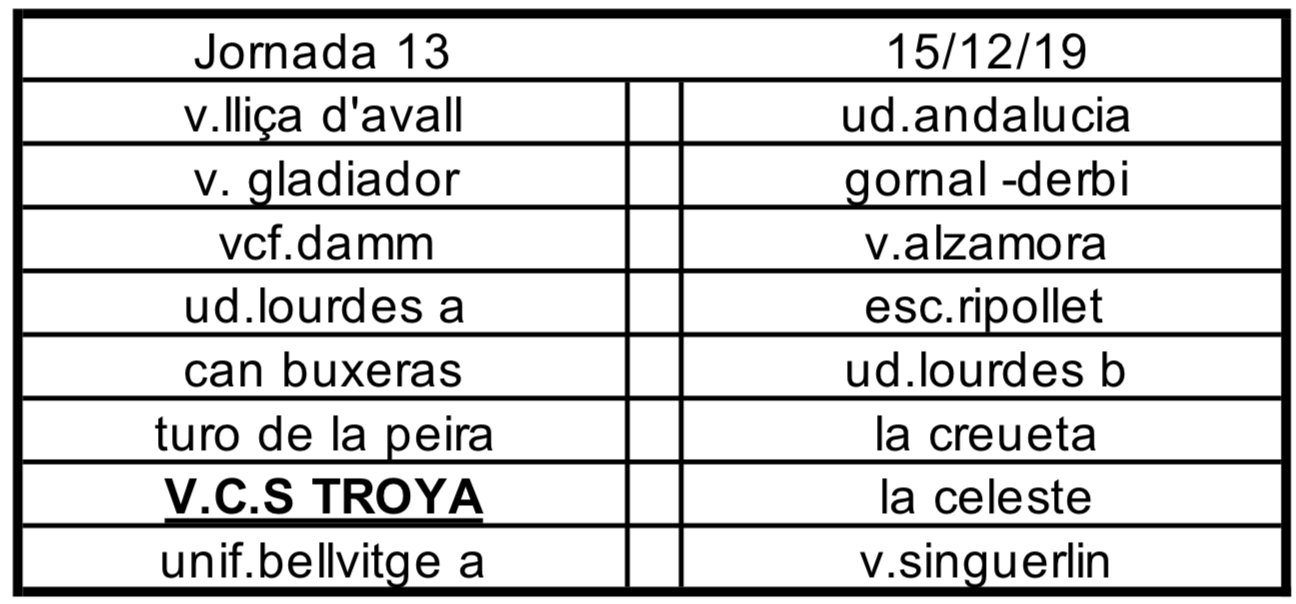 Jornada 13 15/12/19
v.lliça d'avall ud.andalucia
v. gladiador gornal -derbi
vcf.damm v.alzamora
ud.lourdes a esc.ripollet
can buxeras ud.lourdes b
turo de la peira la creueta
V.C.S TROYA la celeste
unif.bellvitge a v.singuerlin